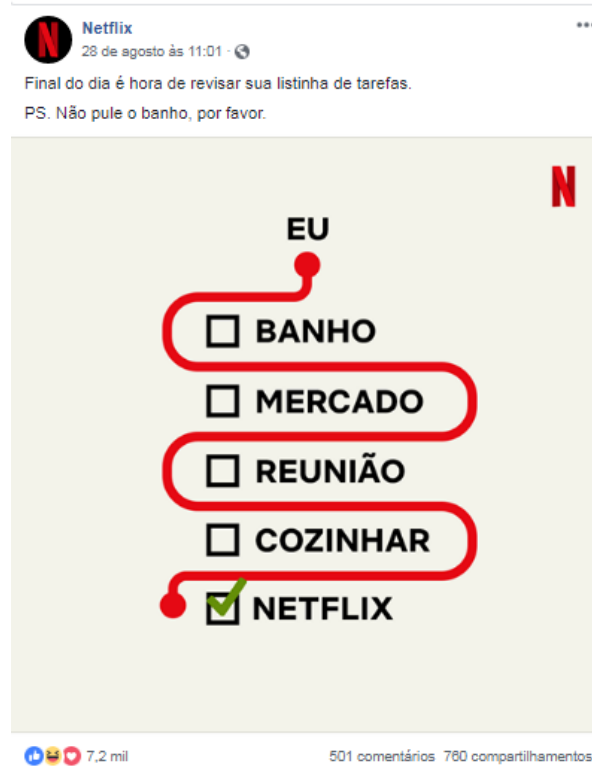 Netflix
28 de agosto às 11:01 ·
Final do dia é hora de revisar sua listinha de tarefas.
PS. Não pule o banho, por favor.
N
EU
BANHO
MERCADO
REUNIÃO
COZINHAR
NETFLIX
7,2 mil 501 comentários 760 compartilhamentos